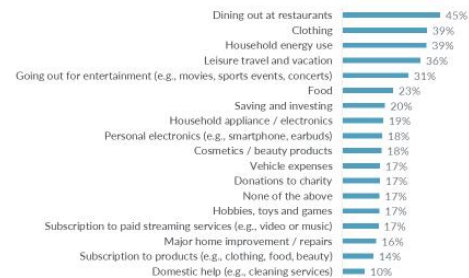 Dining out at restaurants 45%
Clothing 39%
Household energy use 39%
Leisure travel and vacation 36%
Going out for entertainment (e.g., movies, sports events, concerts) 31%
Food 23%
Saving and investing 20%
Household appliance / electronics 19%
Personal electronics (e.g., smartphone, earbuds) 18%
Cosmetics / beauty products 18%
Vehicle expenses 17%
Donations to charity 17%
None of the above 17%
Hobbies, toys and games 17%
Subscription to paid streaming services (e.g., video or music) 17%
Major home improvement / repairs 16%
Subscription to products (e.g., clothing, food, beauty) 14%
Domestic help (e.g., cleaning services) 10%